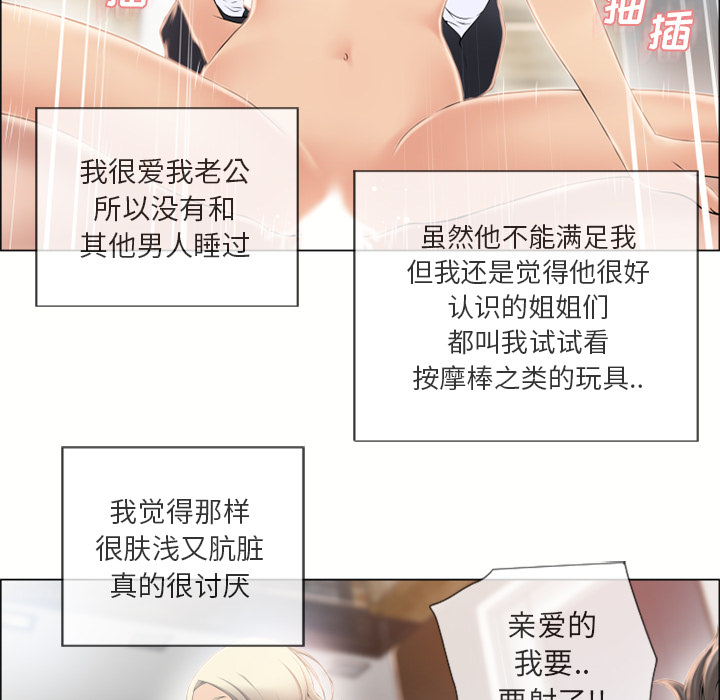 抽
插
我很爱我老公
所以没有和
其他男人睡过
虽然他不能满足我
但我还是觉得他很好
认识的姐姐们
都叫我试试看
按摩棒之类的玩具..
我觉得那样
很肤浅又肮脏
真的很讨厌
亲爱的
我要..
要射了!!